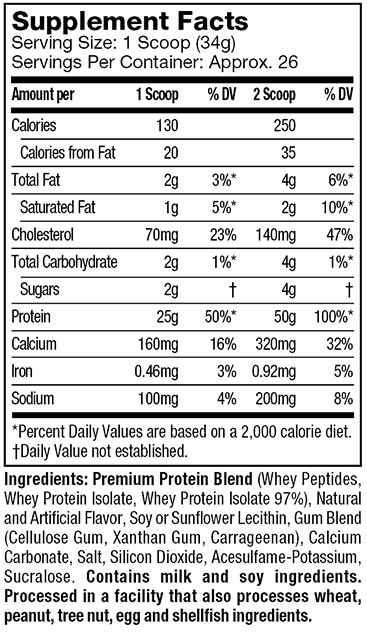 Supplement Facts
Serving Size: 1 Scoop (34g)
Servings Per Container: Approx. 26
Amount per 1 Scoop % DV 2 Scoop % DV
Calories 130 250
Calories from Fat 20 35
Total Fat 2g 3%* 4g 6%*
Saturated Fat 1g 5%* 2g 10%*
Cholesterol 70mg 23% 140mg 47%
Total Carbohydrate 2g 1%* 4g 1%*
Sugars 2g † 4g †
Protein 25g 50%* 50g 100%*
Calcium 160mg 16% 320mg 32%
Iron 0.46mg 3% 0.92mg 5%
Sodium 100mg 4% 200mg 8%
*Percent Daily Values are based on a 2,000 calorie diet.
†Daily Value not established.
Ingredients: Premium Protein Blend (Whey Peptides,
Whey Protein Isolate, Whey Protein Isolate 97%), Natural
and Artificial Flavor, Soy or Sunflower Lecithin, Gum Blend
(Cellulose Gum, Xanthan Gum, Carrageenan), Calcium
Carbonate, Salt, Silicon Dioxide, Acesulfame-Potassium,
Sucralose. Contains milk and soy ingredients.
Processed in a facility that also processes wheat,
peanut, tree nut, egg and shellfish ingredients.